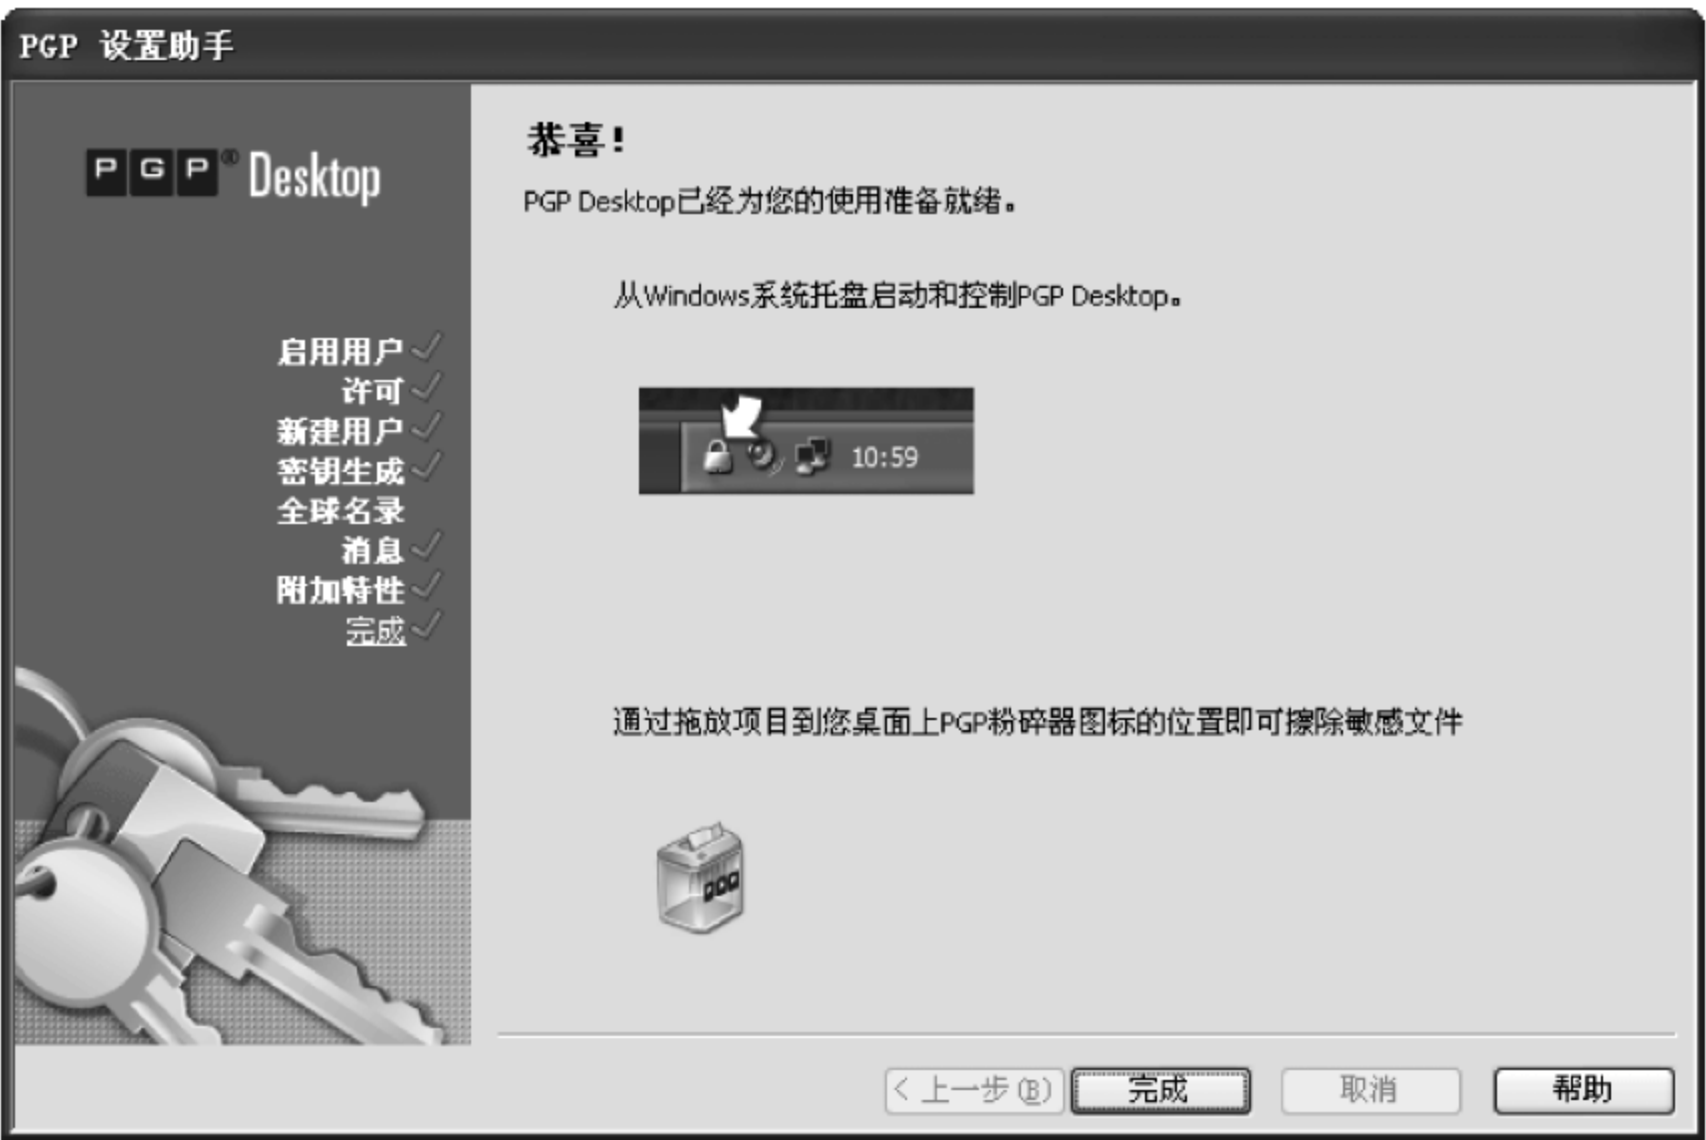 PGP 设置助手
PGP® Desktop
启用用户
许可
新建用户
密钥生成
全球名录
消息
附加特性
完成
恭喜！
PGP Desktop已经为您的使用准备就绪。
从Windows系统托盘启动和控制PGP Desktop。
10:59
通过拖放项目到您桌面上PGP粉碎器图标的位置即可擦除敏感文件
PGP
< 上一步(B)
完成
取消
帮助